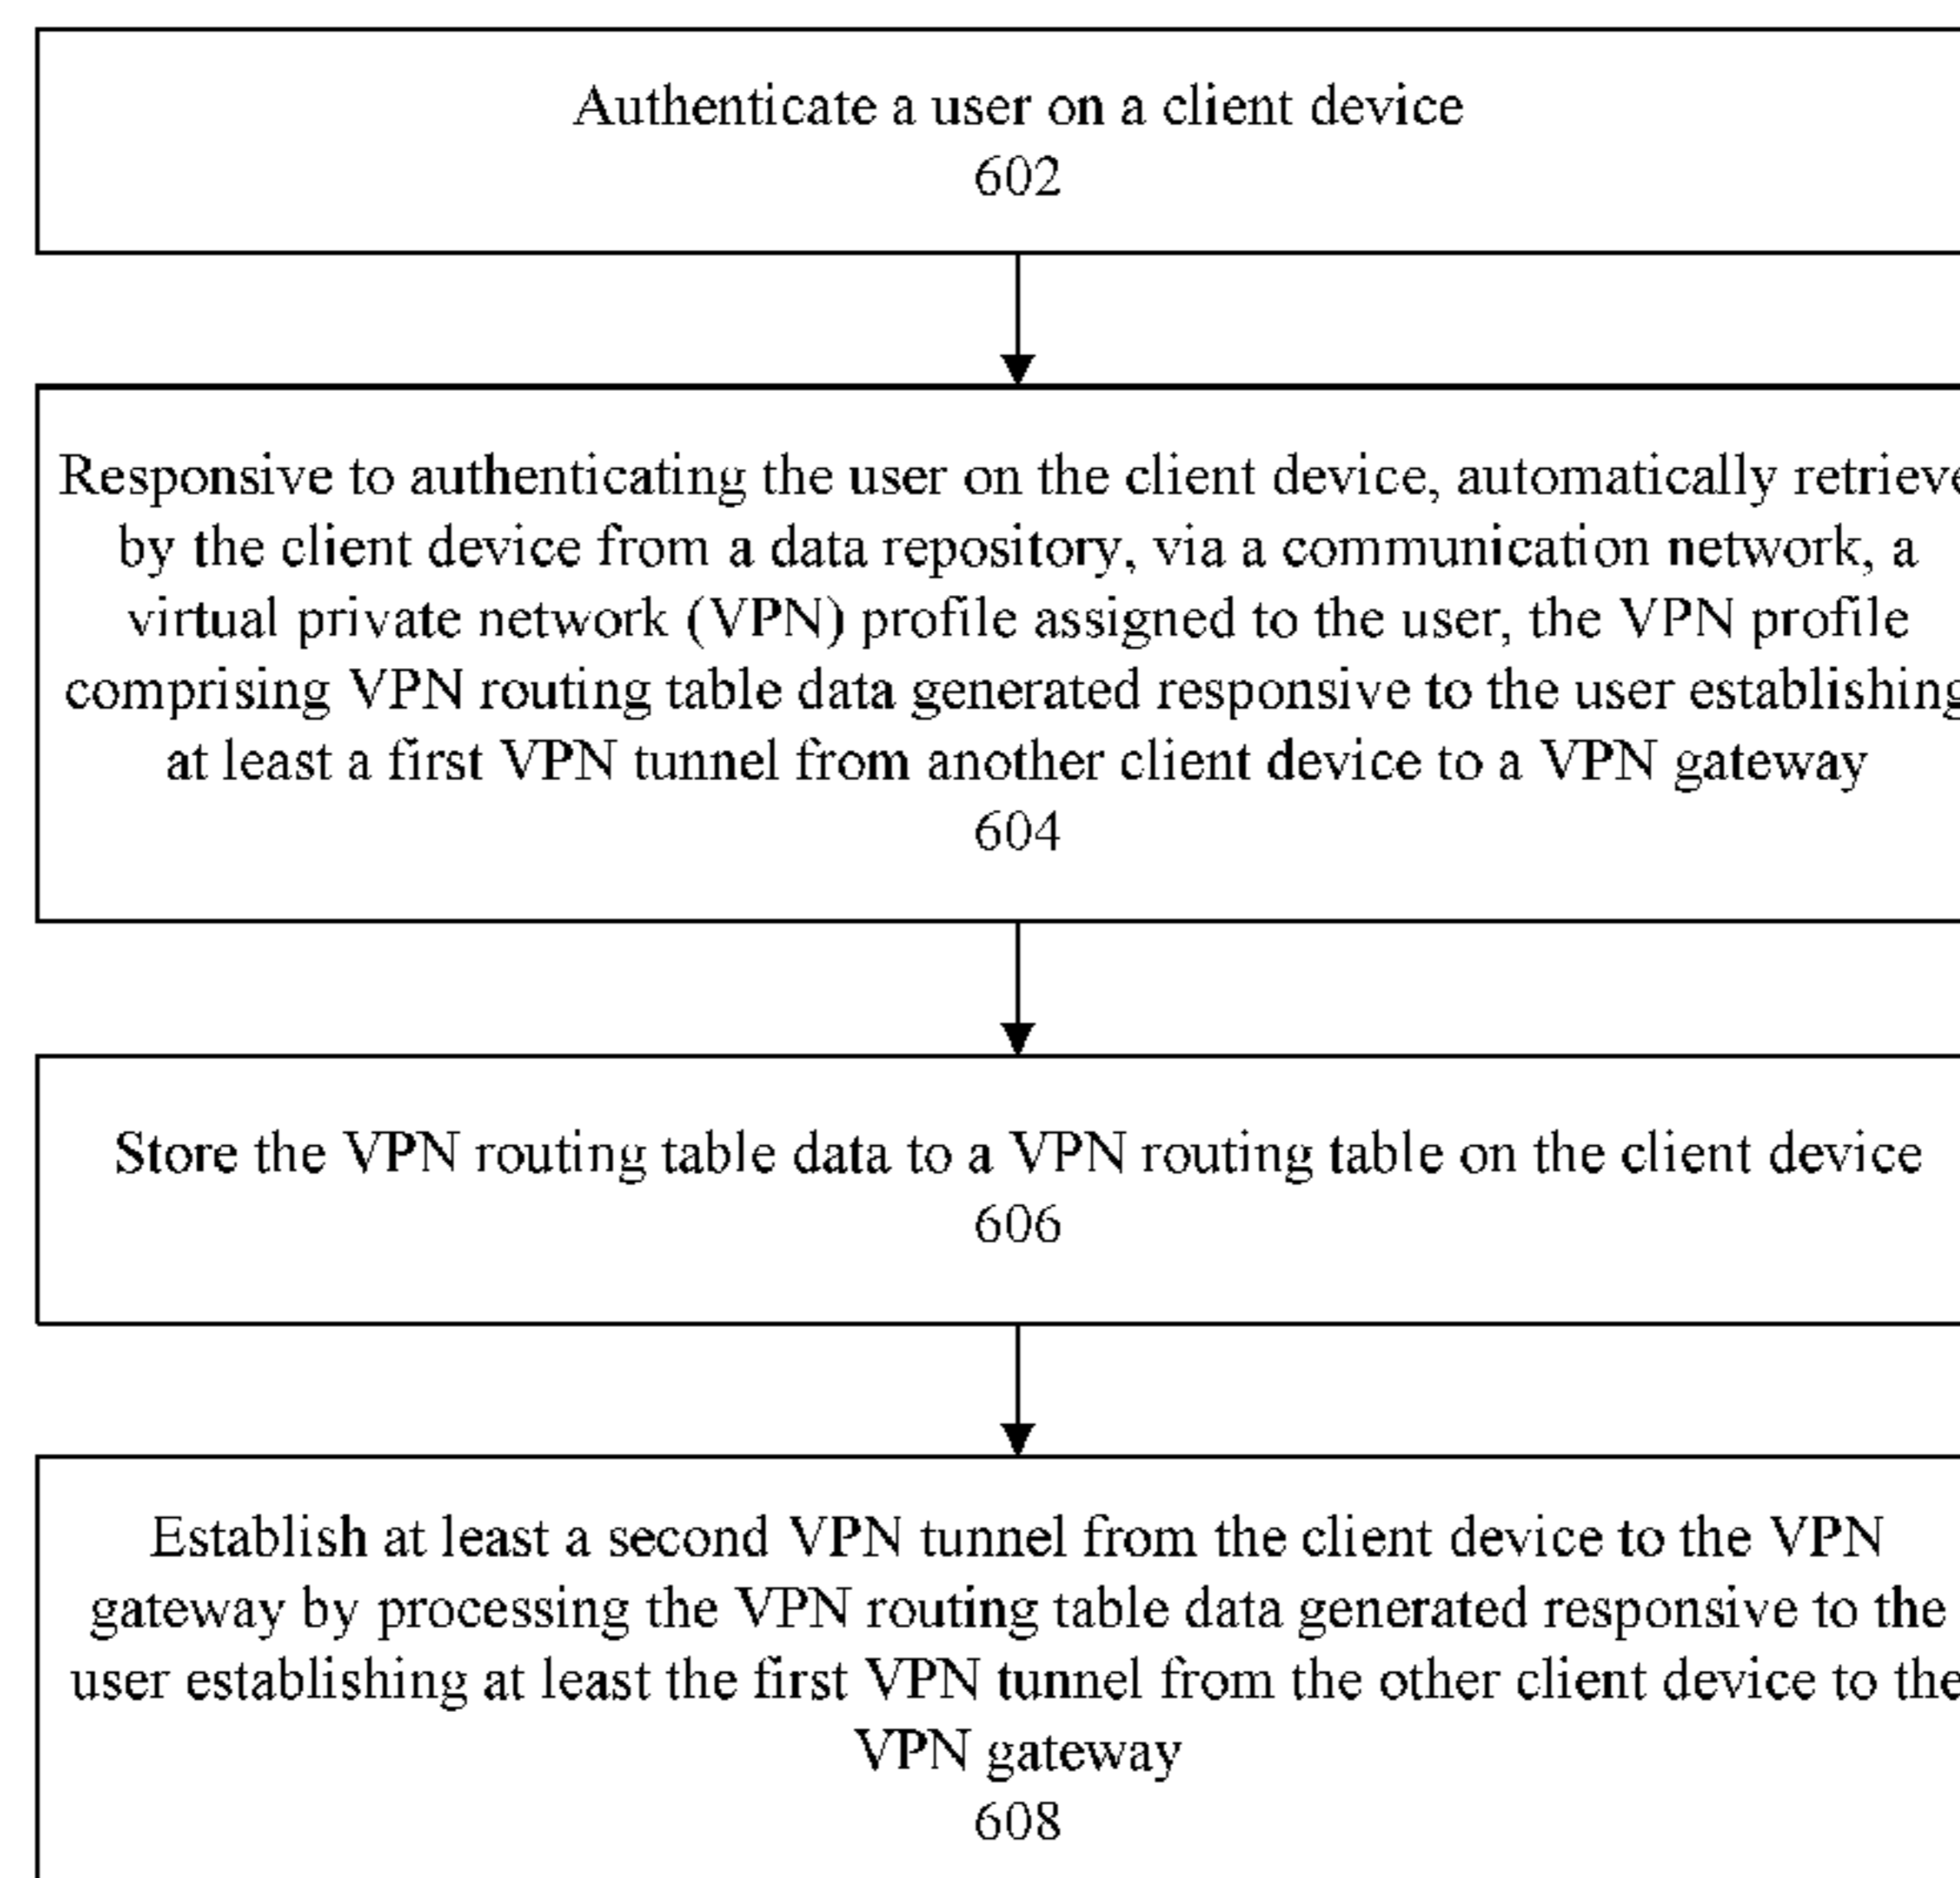 Authenticate a user on a client device
602
Responsive to authenticating the user on the client device, automatically retrieve
by the client device from a data repository, via a communication network, a
virtual private network (VPN) profile assigned to the user, the VPN profile
comprising VPN routing table data generated responsive to the user establishing
at least a first VPN tunnel from another client device to a VPN gateway
604
Store the VPN routing table data to a VPN routing table on the client device
606
Establish at least a second VPN tunnel from the client device to the VPN
gateway by processing the VPN routing table data generated responsive to the
user establishing at least the first VPN tunnel from the other client device to the
VPN gateway
608